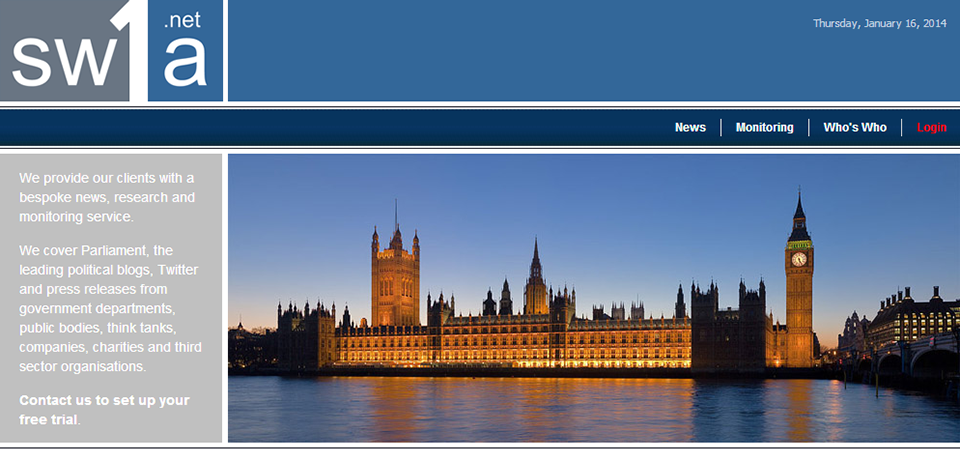 sw1a
.net
Thursday, January 16, 2014
News
Monitoring
Who's Who
Login
We provide our clients with a
bespoke news, research and
monitoring service.
We cover Parliament, the
leading political blogs, Twitter
and press releases from
government departments,
public bodies, think tanks,
companies, charities and third
sector organisations.
Contact us to set up your
free trial.